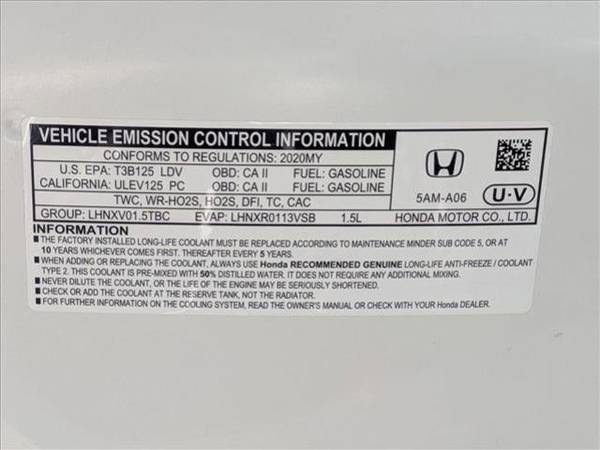 VEHICLE EMISSION CONTROL INFORMATION
CONFORMS TO REGULATIONS: 2020MY
U.S. EPA: T3B125 LDV OBD: CA II FUEL: GASOLINE
CALIFORNIA: ULEV125 PC OBD: CA II FUEL: GASOLINE
TWC, WR-HO2S, HO2S, DFI, TC, CAC
GROUP: LHNXV01.5TBC EVAP: LHNXR0113VSB 1.5L
5AM-A06 U·V
HONDA MOTOR CO., LTD.
INFORMATION
■ THE FACTORY INSTALLED LONG-LIFE COOLANT MUST BE REPLACED ACCORDING TO MAINTENANCE MINDER SUB CODE 5, OR AT
10 YEARS WHICHEVER COMES FIRST. THEREAFTER EVERY 5 YEARS.
■ WHEN ADDING OR REPLACING THE COOLANT, ALWAYS USE Honda RECOMMENDED GENUINE LONG-LIFE ANTI-FREEZE / COOLANT
TYPE 2. THIS COOLANT IS PRE-MIXED WITH 50% DISTILLED WATER. IT DOES NOT REQUIRE ANY ADDITIONAL MIXING.
■ NEVER DILUTE THE COOLANT, OR THE LIFE OF THE ENGINE MAY BE SERIOUSLY SHORTENED.
■ CHECK OR ADD THE COOLANT AT THE RESERVE TANK, NOT THE RADIATOR.
■ FOR FURTHER INFORMATION ON THE COOLING SYSTEM, READ THE OWNER'S MANUAL OR CHECK WITH YOUR Honda DEALER.